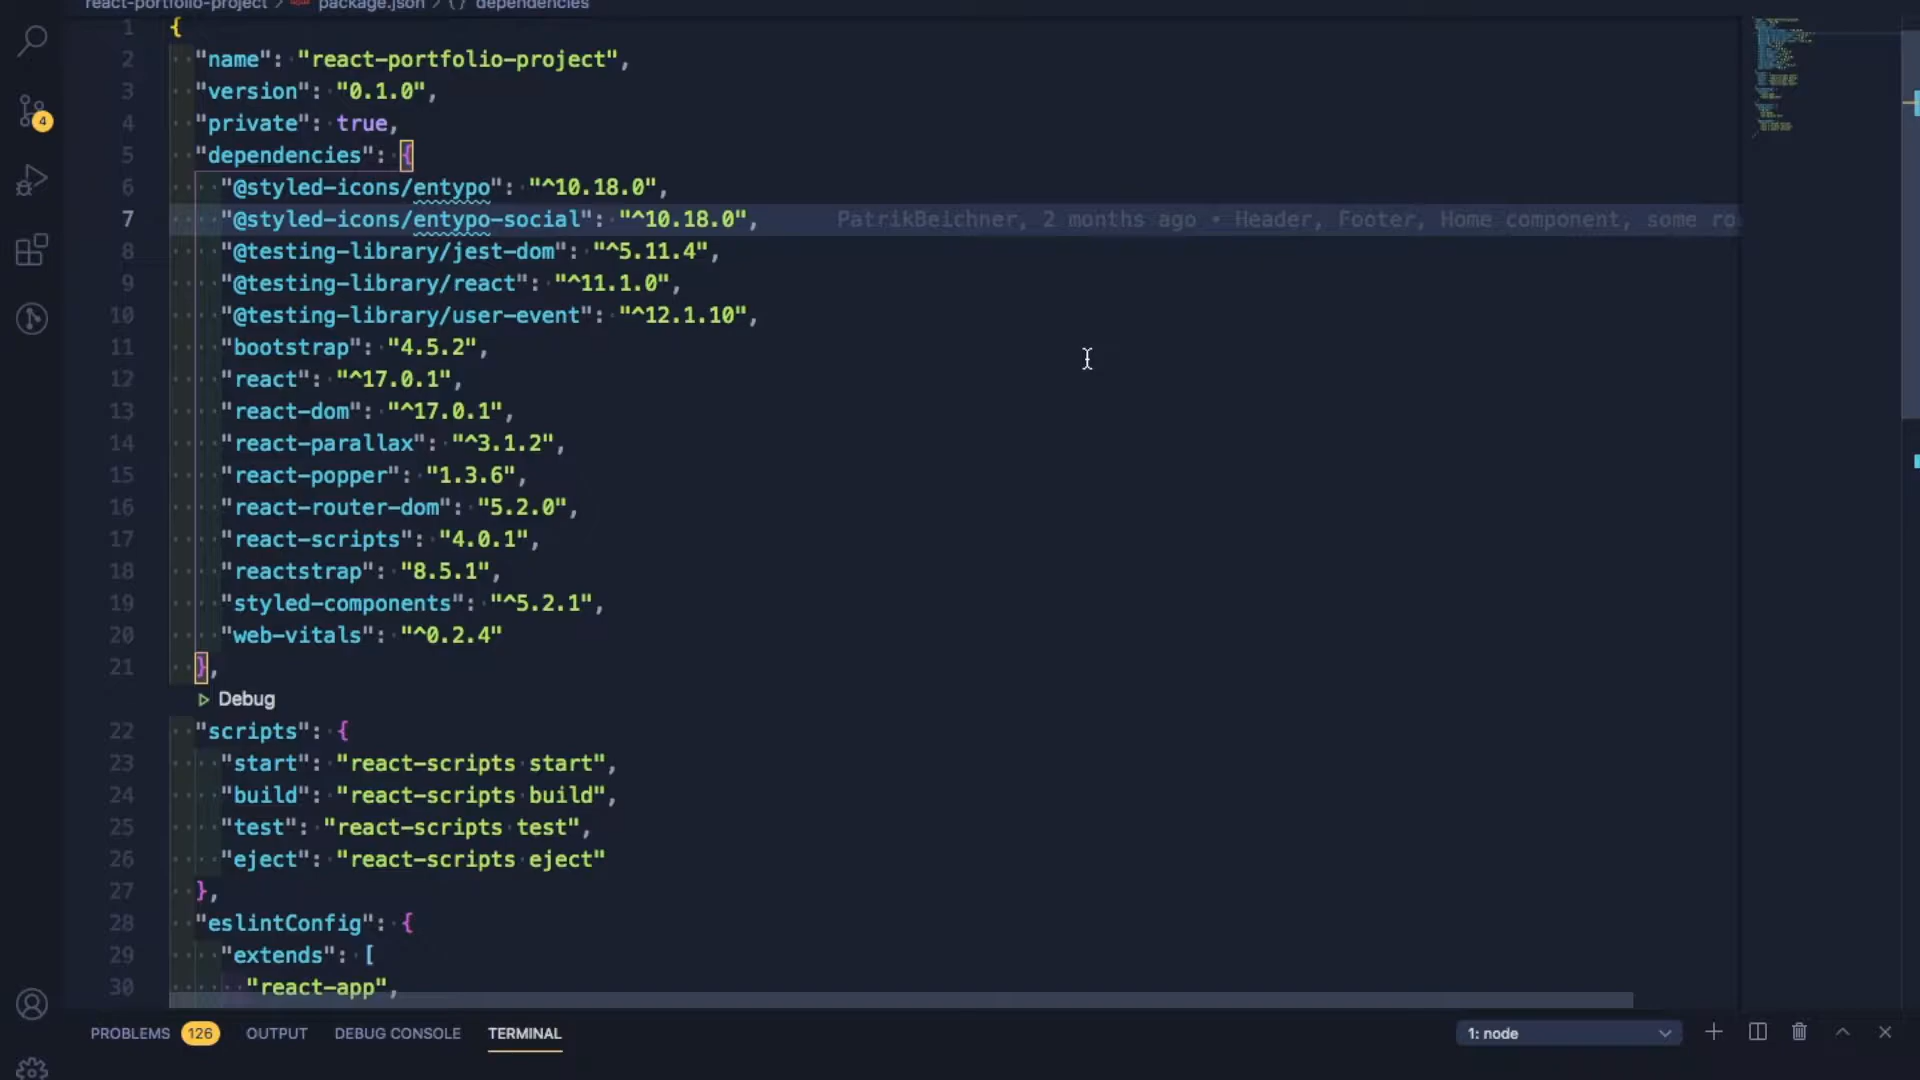 react-portfolio-project > package.json > {} dependencies
1 {
2 "name": "react-portfolio-project",
3 "version": "0.1.0",
4 "private": true,
5 "dependencies": {
6 "@styled-icons/entypo": "^10.18.0",
7 "@styled-icons/entypo-social": "^10.18.0", PatrikBeichner, 2 months ago • Header, Footer, Home component, some ro
8 "@testing-library/jest-dom": "^5.11.4",
9 "@testing-library/react": "^11.1.0",
10 "@testing-library/user-event": "^12.1.10",
11 "bootstrap": "4.5.2",
12 "react": "^17.0.1",
13 "react-dom": "^17.0.1",
14 "react-parallax": "^3.1.2",
15 "react-popper": "1.3.6",
16 "react-router-dom": "5.2.0",
17 "react-scripts": "4.0.1",
18 "reactstrap": "8.5.1",
19 "styled-components": "^5.2.1",
20 "web-vitals": "^0.2.4"
21 },
Debug
22 "scripts": {
23 "start": "react-scripts start",
24 "build": "react-scripts build",
25 "test": "react-scripts test",
26 "eject": "react-scripts eject"
27 },
28 "eslintConfig": {
29 "extends": [
30 "react-app",
4
PROBLEMS 126 OUTPUT DEBUG CONSOLE TERMINAL 1: node